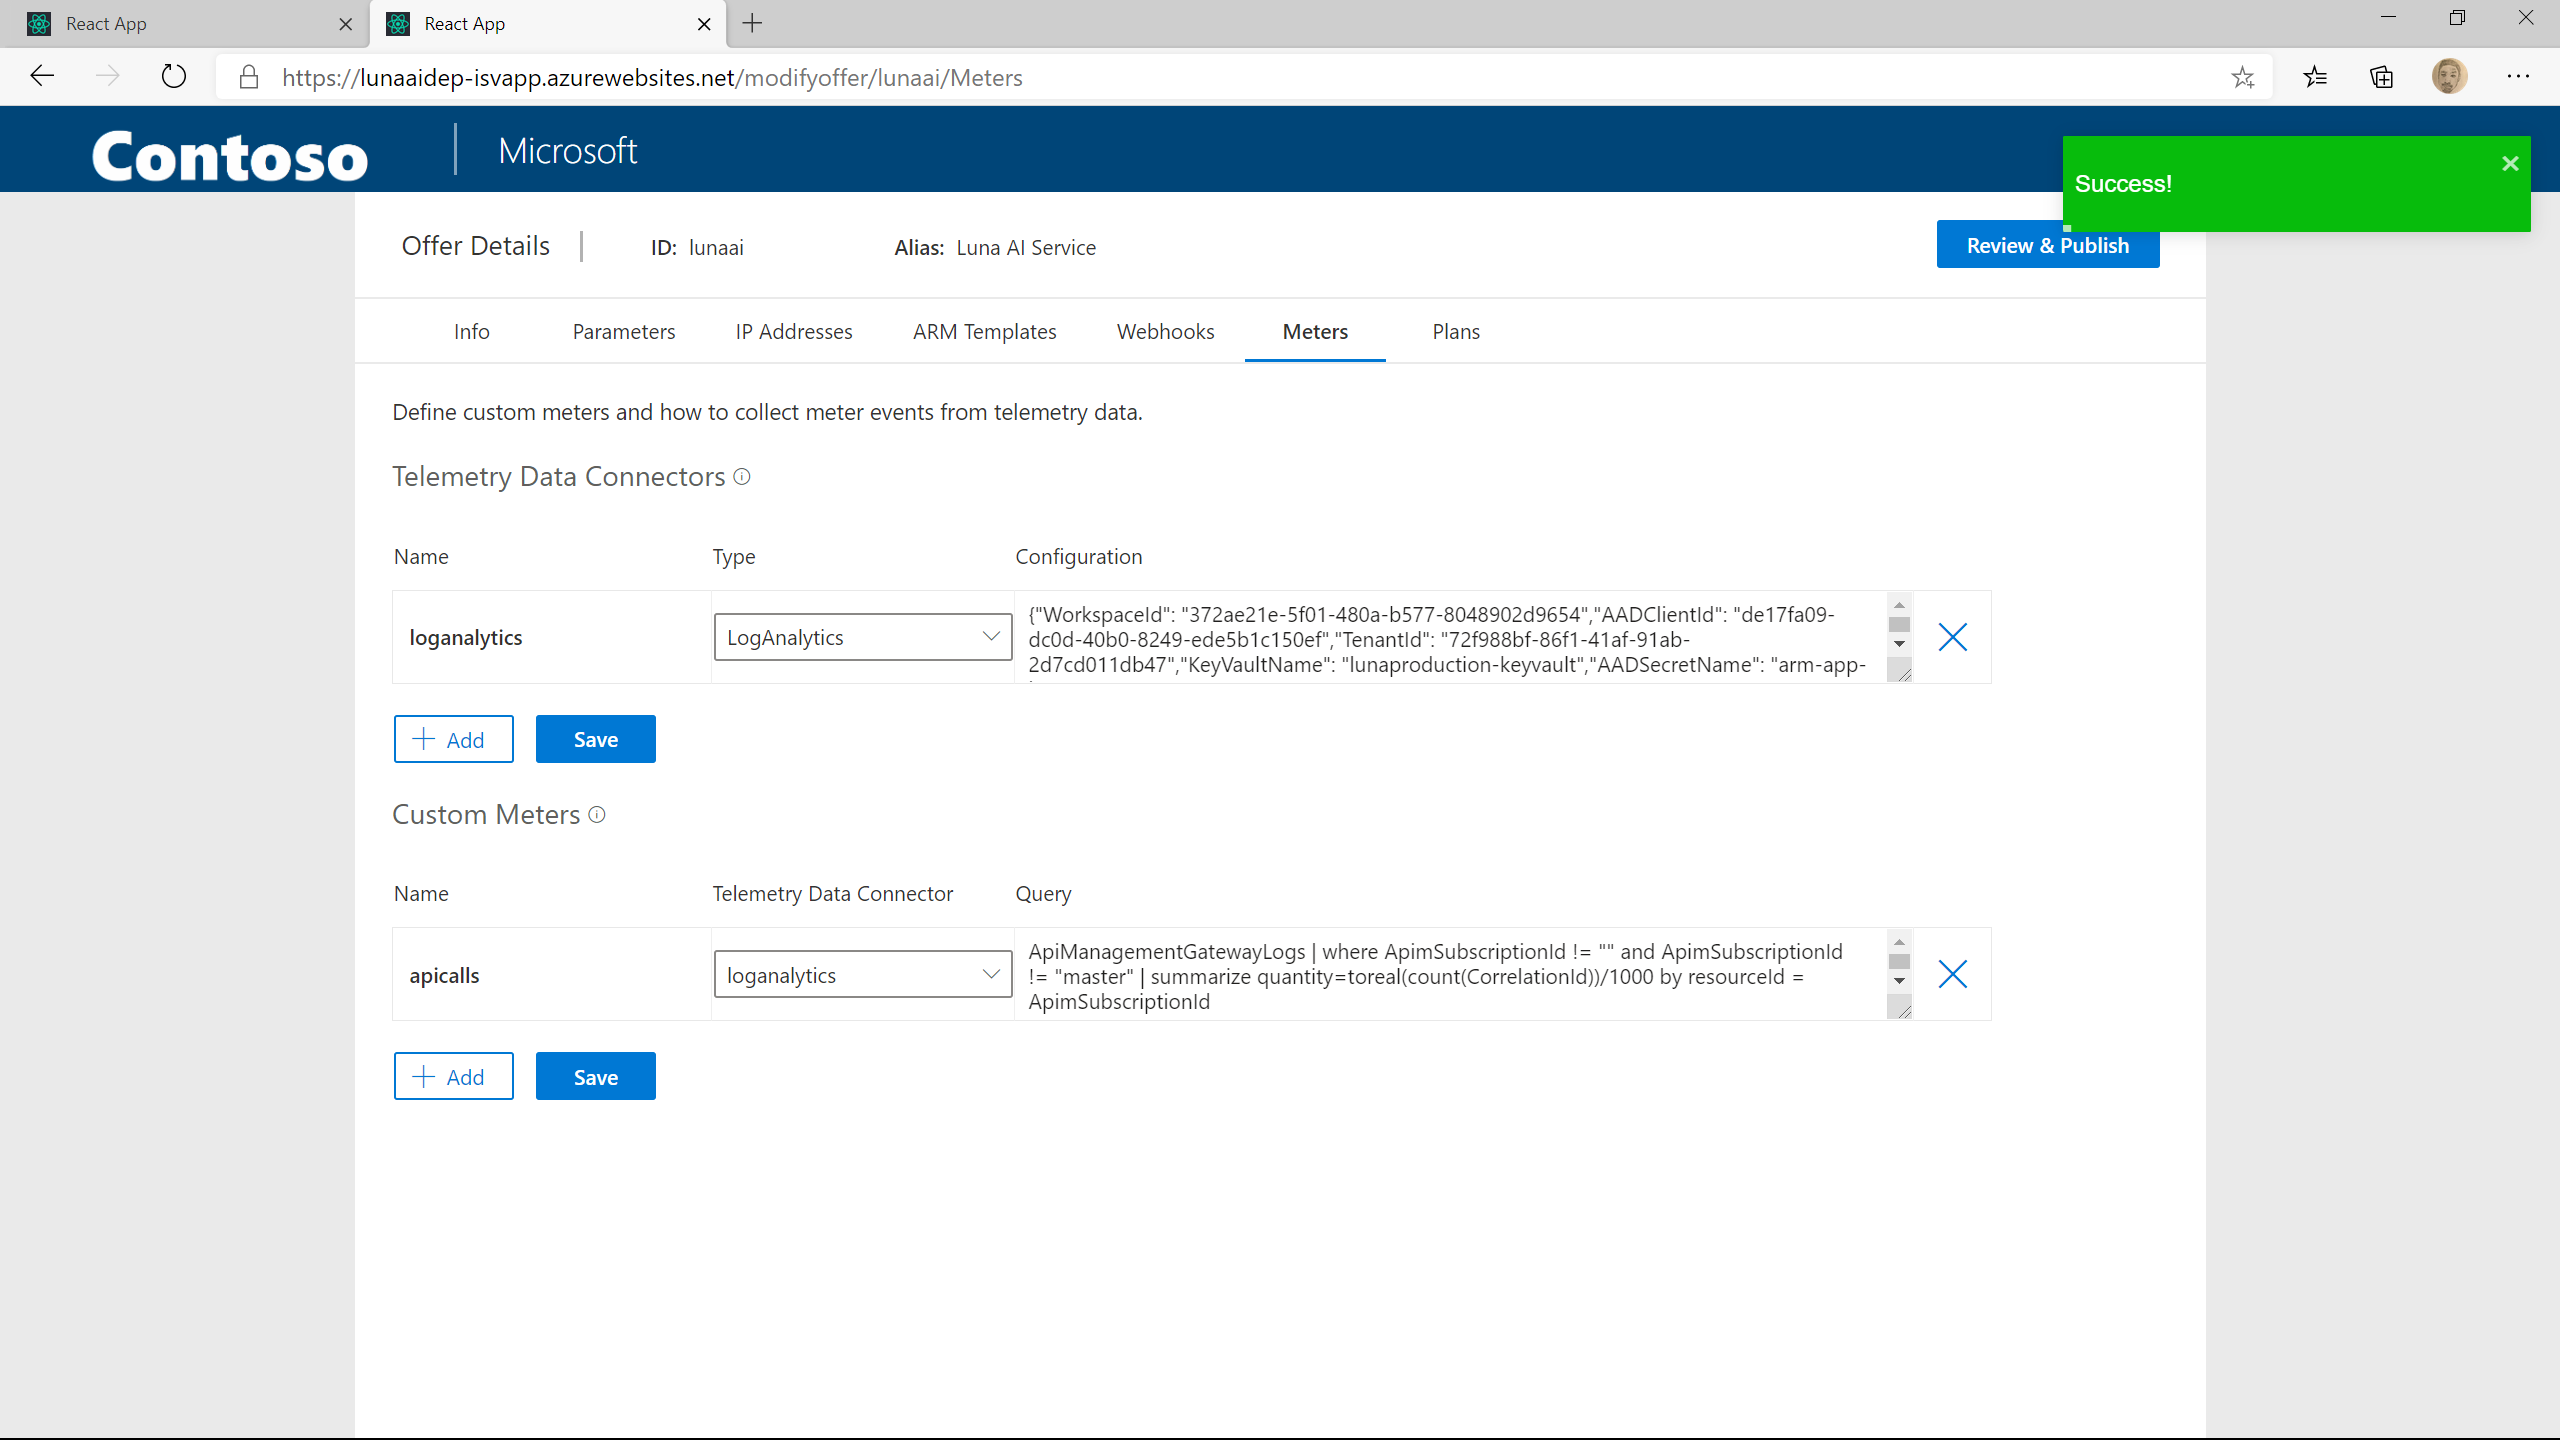 React App
React App
https://lunaaidep-isvapp.azurewebsites.net/modifyoffer/lunaai/Meters
Contoso
Microsoft
Success!
Offer Details
ID: lunaai
Alias: Luna AI Service
Review & Publish
Info
Parameters
IP Addresses
ARM Templates
Webhooks
Meters
Plans
Define custom meters and how to collect meter events from telemetry data.
Telemetry Data Connectors
Name
Type
Configuration
loganalytics
LogAnalytics
{"WorkspaceId": "372ae21e-5f01-480a-b577-8048902d9654","AADClientId": "de17fa09-
dc0d-40b0-8249-ede5b1c150ef","TenantId": "72f988bf-86f1-41af-91ab-
2d7cd011db47","KeyVaultName": "lunaproduction-keyvault","AADSecretName": "arm-app-
Add
Save
Custom Meters
Name
Telemetry Data Connector
Query
apicalls
loganalytics
ApiManagementGatewayLogs | where ApimSubscriptionId != "" and ApimSubscriptionId
!= "master" | summarize quantity=toreal(count(CorrelationId))/1000 by resourceId =
ApimSubscriptionId
Add
Save